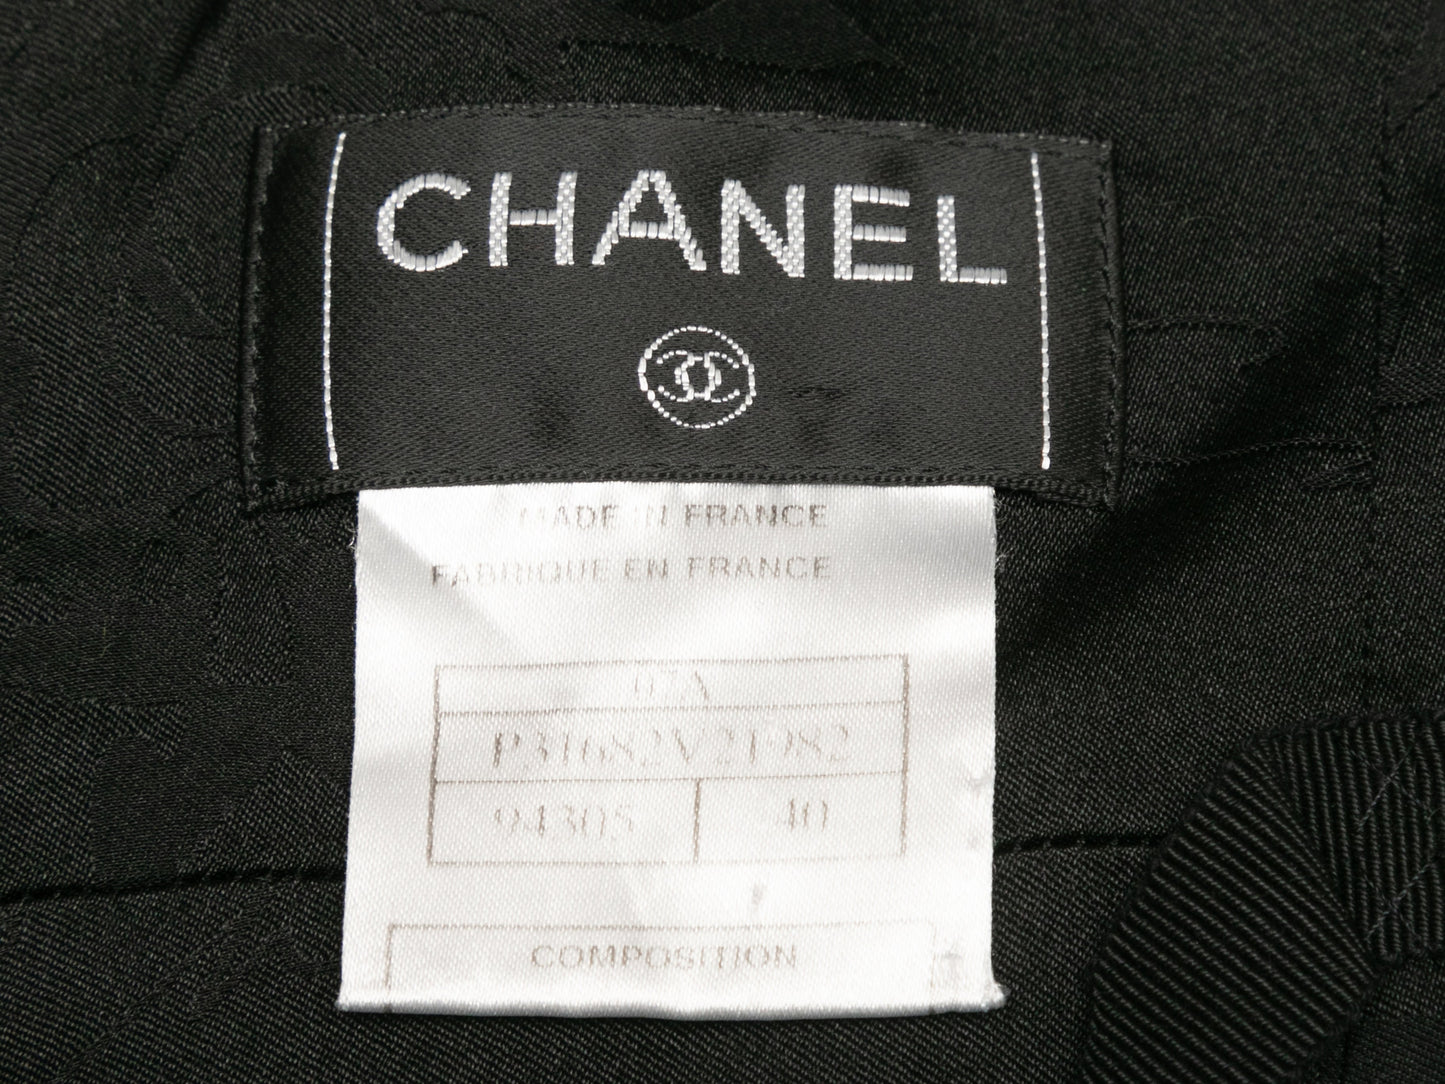 CHANEL
MADE IN FRANCE
FABRIQUE EN FRANCE
07A
P31682V21982
94305 40
COMPOSITION